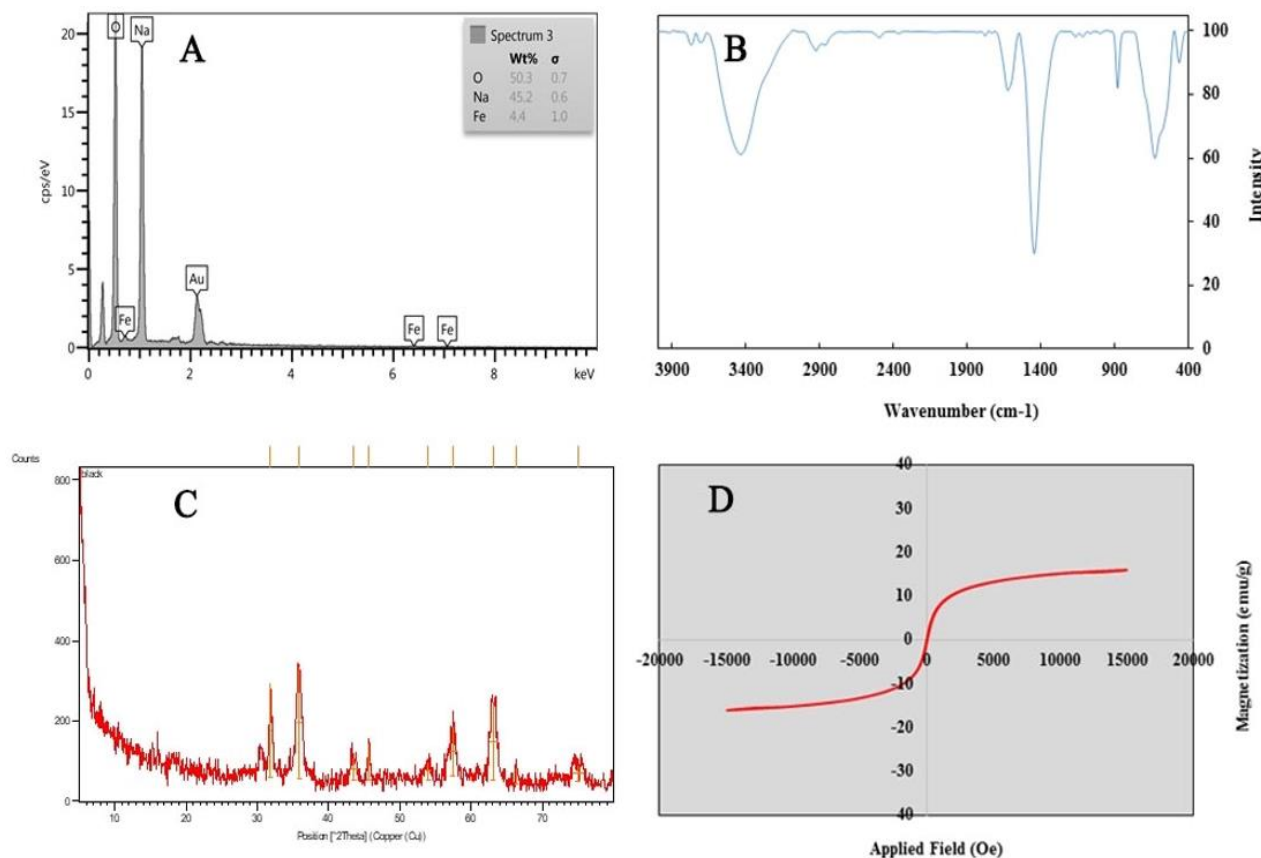 A
cps/eV
20
15
10
5
0
0 2 4 6 8 keV
O
Na
Fe
Au
Fe
Fe
Spectrum 3
Wt% σ
O 50.3 0.7
Na 45.2 0.6
Fe 4.4 1.0
B
100
80
60
40
20
0
Intensity
3900 3400 2900 2400 1900 1400 900 400
Wavenumber (cm-1)
Counts
black
C
800
600
400
200
0
10 20 30 40 50 60 70
Position [°2Theta] (Copper (Cu))
D
40
30
20
10
0
-10
-20
-30
40
-20000 -15000 -10000 -5000 0 5000 10000 15000 20000
Magnetization (emu/g)
Applied Field (Oe)